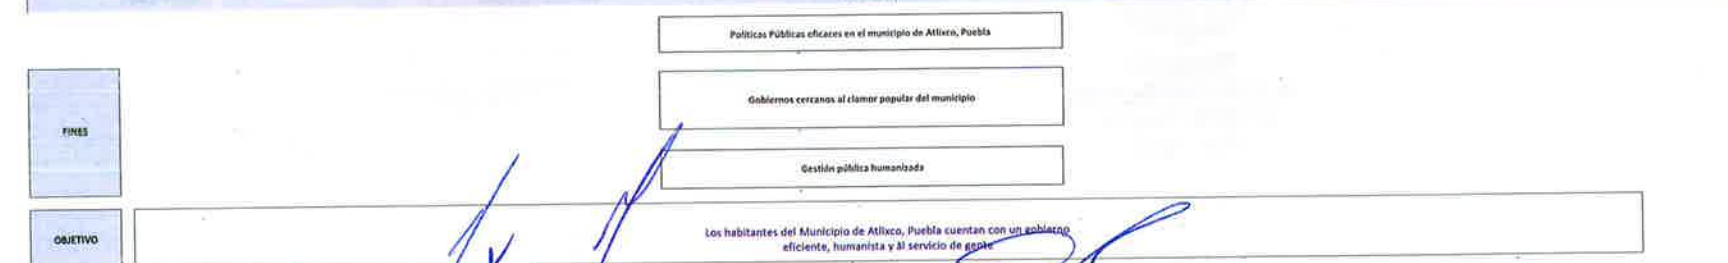 Políticas Públicas eficaces en el municipio de Atlixco, Puebla
Gobiernos cercanos al clamor popular del municipio
FINES
Gestión pública humanizada
OBJETIVO
Los habitantes del Municipio de Atlixco, Puebla cuentan con un gobierno
eficiente, humanista y al servicio de gente